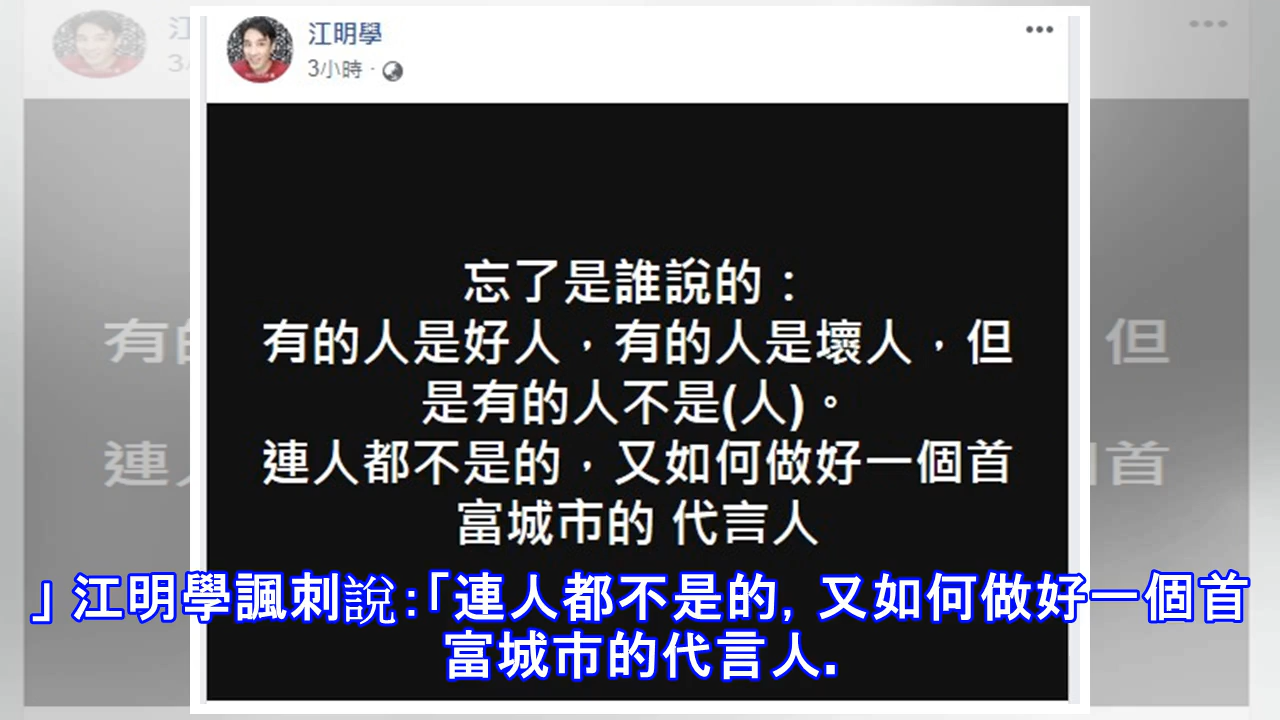 江明學
3小時
忘了是誰說的：
有的人是好人，有的人是壞人，但
是有的人不是(人)。
連人都不是的，又如何做好一個首
富城市的 代言人
」江明學諷刺說:「連人都不是的, 又如何做好一個首
富城市的代言人.